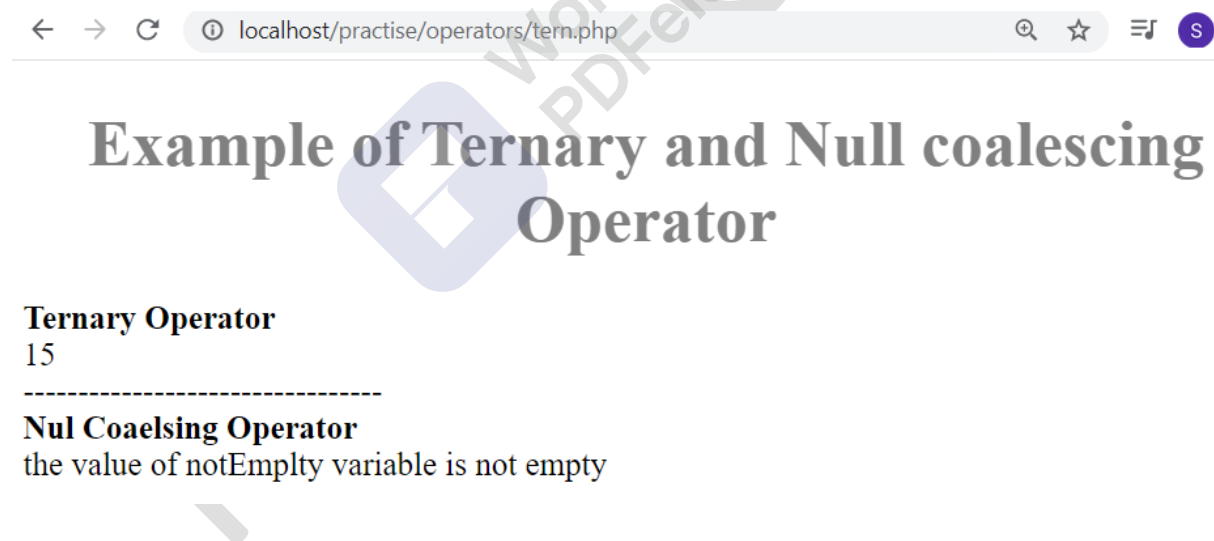 localhost/practise/operators/tern.php
S
Example of Ternary and Null coalescing
Operator
Ternary Operator
15
---------------------------------
Nul Coaelsing Operator
the value of notEmplty variable is not empty